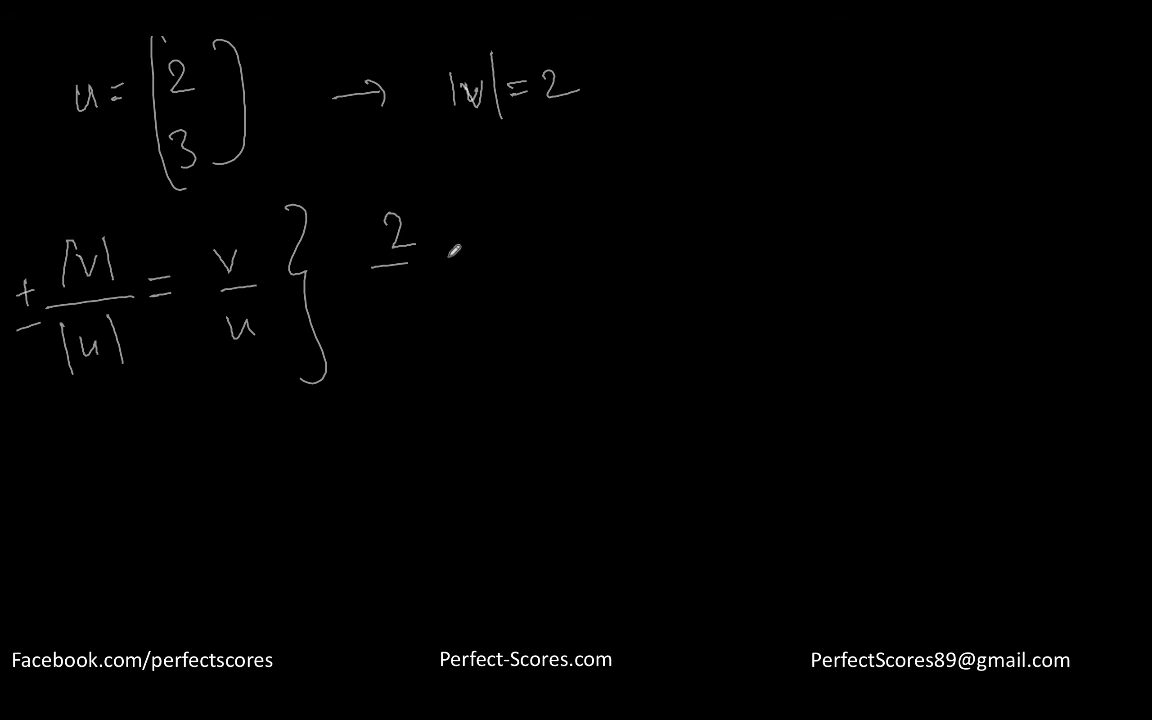 u = (2 3) → |v| = 2
± |v| / |u| = v / u } 2 /
Facebook.com/perfectscores
Perfect-Scores.com
PerfectScores89@gmail.com